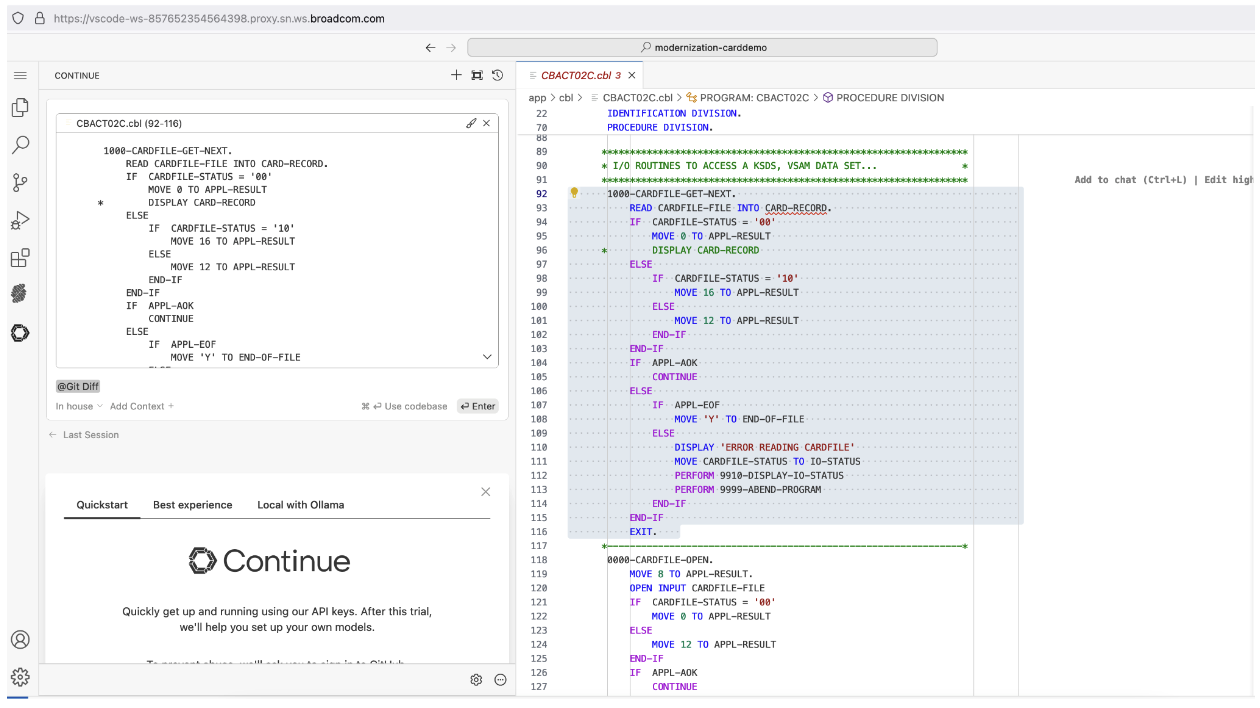 https://vscode-ws-857652354564398.proxy.sn.ws.broadcom.com
modernization-carddemo
CONTINUE
CBACT02C.cbl (92-116)
1000-CARDFILE-GET-NEXT.
READ CARDFILE-FILE INTO CARD-RECORD.
IF  CARDFILE-STATUS = '00'
MOVE 0 TO APPL-RESULT
*        DISPLAY CARD-RECORD
ELSE
IF  CARDFILE-STATUS = '10'
MOVE 16 TO APPL-RESULT
ELSE
MOVE 12 TO APPL-RESULT
END-IF
END-IF
IF  APPL-AOK
CONTINUE
ELSE
IF  APPL-EOF
MOVE 'Y' TO END-OF-FILE
@Git Diff
In house
Add Context +
⌘ ⏎ Use codebase
⏎ Enter
← Last Session
Quickstart
Best experience
Local with Ollama
Continue
Quickly get up and running using our API keys. After this trial,
we'll help you set up your own models.
CBACT02C.cbl 3
app > cbl > CBACT02C.cbl > PROGRAM: CBACT02C > PROCEDURE DIVISION
22 IDENTIFICATION DIVISION.
70 PROCEDURE DIVISION.
88
89 *****************************************************************
90 * I/O ROUTINES TO ACCESS A KSDS, VSAM DATA SET... *
91 *****************************************************************
Add to chat (Ctrl+L) | Edit high
92 1000-CARDFILE-GET-NEXT.
93 READ CARDFILE-FILE INTO CARD-RECORD.
94 IF  CARDFILE-STATUS = '00'
95 MOVE 0 TO APPL-RESULT
96 *        DISPLAY CARD-RECORD
97 ELSE
98 IF  CARDFILE-STATUS = '10'
99 MOVE 16 TO APPL-RESULT
100 ELSE
101 MOVE 12 TO APPL-RESULT
102 END-IF
103 END-IF
104 IF  APPL-AOK
105 CONTINUE
106 ELSE
107 IF  APPL-EOF
108 MOVE 'Y' TO END-OF-FILE
109 ELSE
110 DISPLAY 'ERROR READING CARDFILE'
111 MOVE CARDFILE-STATUS TO IO-STATUS
112 PERFORM 9910-DISPLAY-IO-STATUS
113 PERFORM 9999-ABEND-PROGRAM
114 END-IF
115 END-IF
116 EXIT.
117 *---------------------------------------------------------------*
118 0000-CARDFILE-OPEN.
119 MOVE 8 TO APPL-RESULT.
120 OPEN INPUT CARDFILE-FILE
121 IF  CARDFILE-STATUS = '00'
122 MOVE 0 TO APPL-RESULT
123 ELSE
124 MOVE 12 TO APPL-RESULT
125 END-IF
126 IF  APPL-AOK
127 CONTINUE